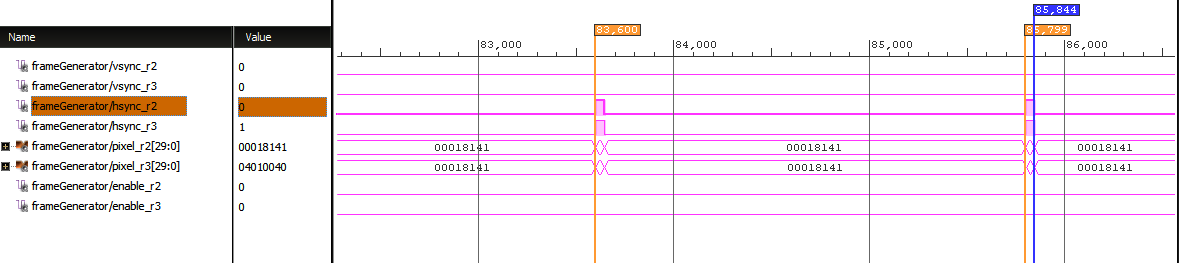 85,844
83,600 85,799
Name Value
83,000 84,000 85,000 86,000
frameGenerator/vsync_r2 0
frameGenerator/vsync_r3 0
frameGenerator/hsync_r2 0
frameGenerator/hsync_r3 1
frameGenerator/pixel_r2[29:0] 00018141 00018141 00018141 00018141
frameGenerator/pixel_r3[29:0] 04010040 00018141 00018141 00018141
frameGenerator/enable_r2 0
frameGenerator/enable_r3 0